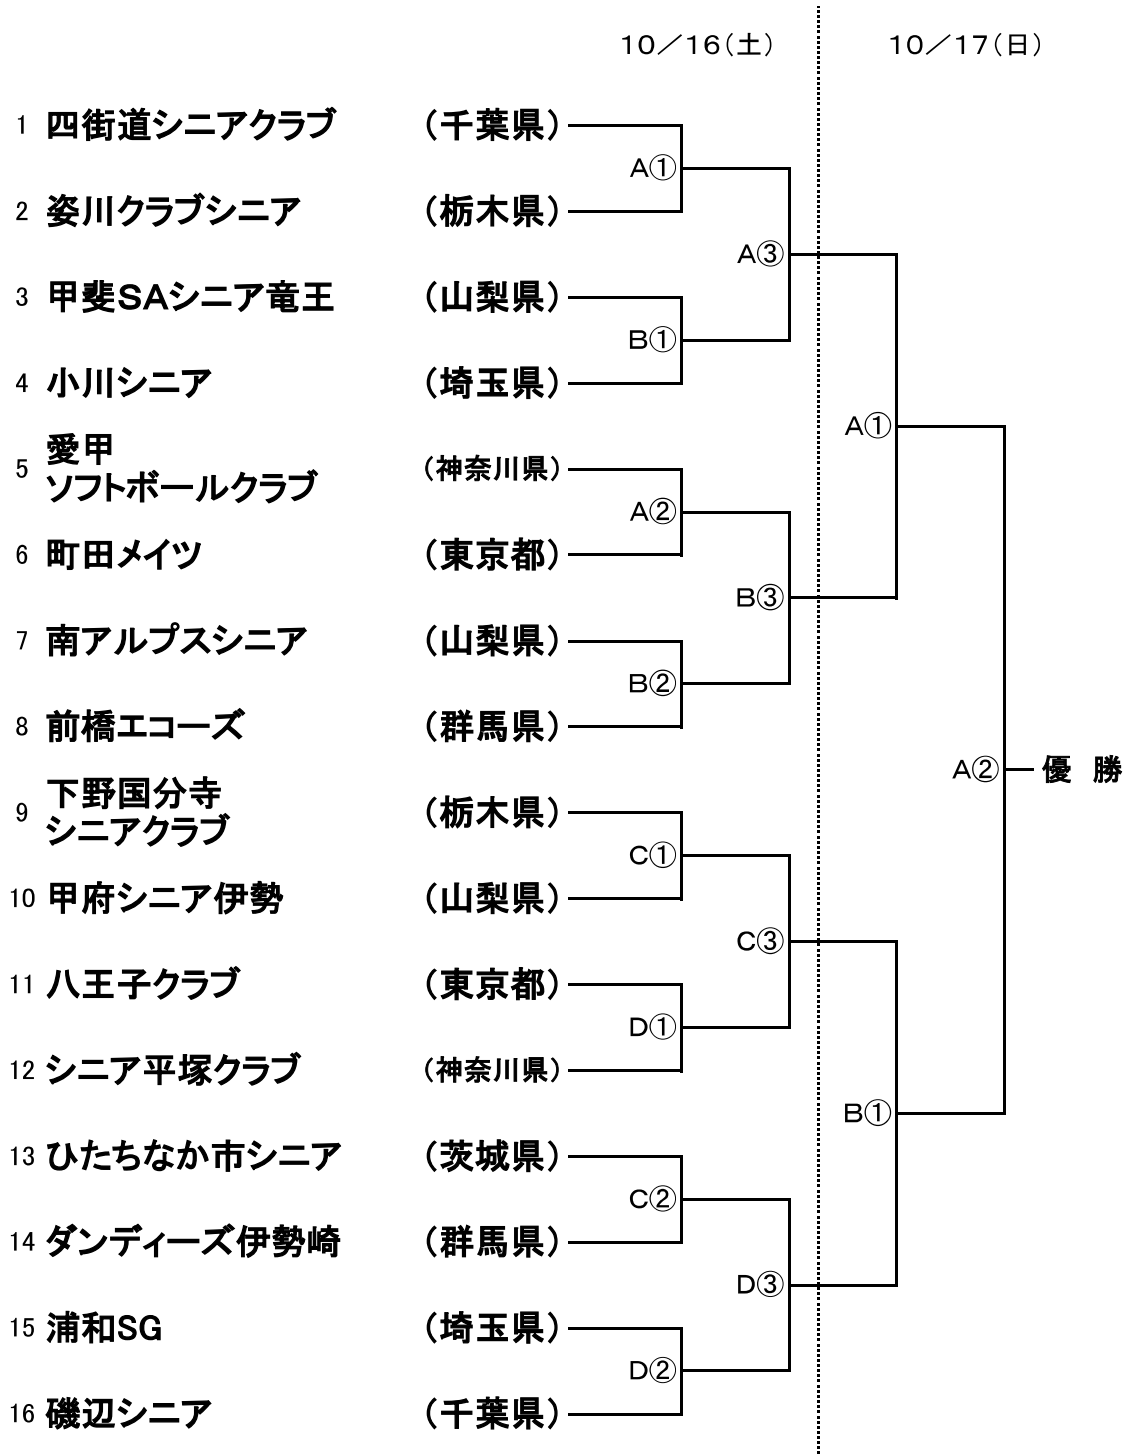 10／16（土）　10／17（日）
1 四街道シニアクラブ （千葉県）
A①
2 姿川クラブシニア （栃木県）
A③
3 甲斐SAシニア竜王 （山梨県）
B①
4 小川シニア （埼玉県）
A①
5 愛甲
ソフトボールクラブ （神奈川県）
A②
6 町田メイツ （東京都）
B③
7 南アルプスシニア （山梨県）
B②
8 前橋エコーズ （群馬県）
A② 優　勝
9 下野国分寺
シニアクラブ （栃木県）
C①
10 甲府シニア伊勢 （山梨県）
C③
11 八王子クラブ （東京都）
D①
12 シニア平塚クラブ （神奈川県）
B①
13 ひたちなか市シニア （茨城県）
C②
14 ダンディーズ伊勢崎 （群馬県）
D③
15 浦和SG （埼玉県）
D②
16 磯辺シニア （千葉県）